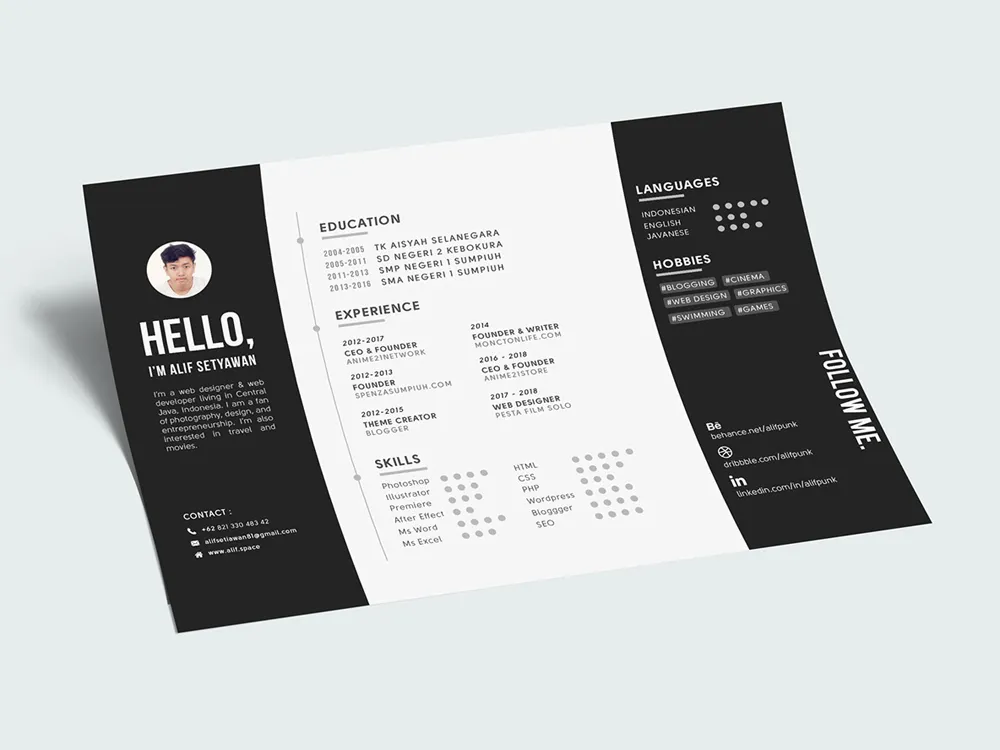 HELLO,
I'M ALIF SETYAWAN
I'm a web designer & web
developer living in Central
Java, Indonesia. I am a fan
of photography, design, and
entrepreneurship. I'm also
interested in travel and
movies.
CONTACT :
+62 821 330 483 42
alifsetiawan81@gmail.com
www.alif.space
EDUCATION
2004-2005 TK AISYAH SELANEGARA
2005-2011 SD NEGERI 2 KEBOKURA
2011-2013 SMP NEGERI 1 SUMPIUH
2013-2016 SMA NEGERI 1 SUMPIUH
EXPERIENCE
2012-2017
CEO & FOUNDER
ANIME21NETWORK
2012-2013
FOUNDER
SPENZASUMPIUH.COM
2012-2015
THEME CREATOR
BLOGGER
2014
FOUNDER & WRITER
MONCTONLIFE.COM
2016 - 2018
CEO & FOUNDER
ANIME21STORE
2017 - 2018
WEB DESIGNER
PESTA FILM SOLO
SKILLS
Photoshop
Illustrator
Premiere
After Effect
Ms Word
Ms Excel
HTML
CSS
PHP
Wordpress
Bloggger
SEO
LANGUAGES
INDONESIAN
ENGLISH
JAVANESE
HOBBIES
#BLOGGING #CINEMA
#WEB DESIGN #GRAPHICS
#SWIMMING #GAMES
FOLLOW ME.
Bē
behance.net/alifpunk
dribbble.com/alifpunk
in
linkedin.com/in/alifpunk